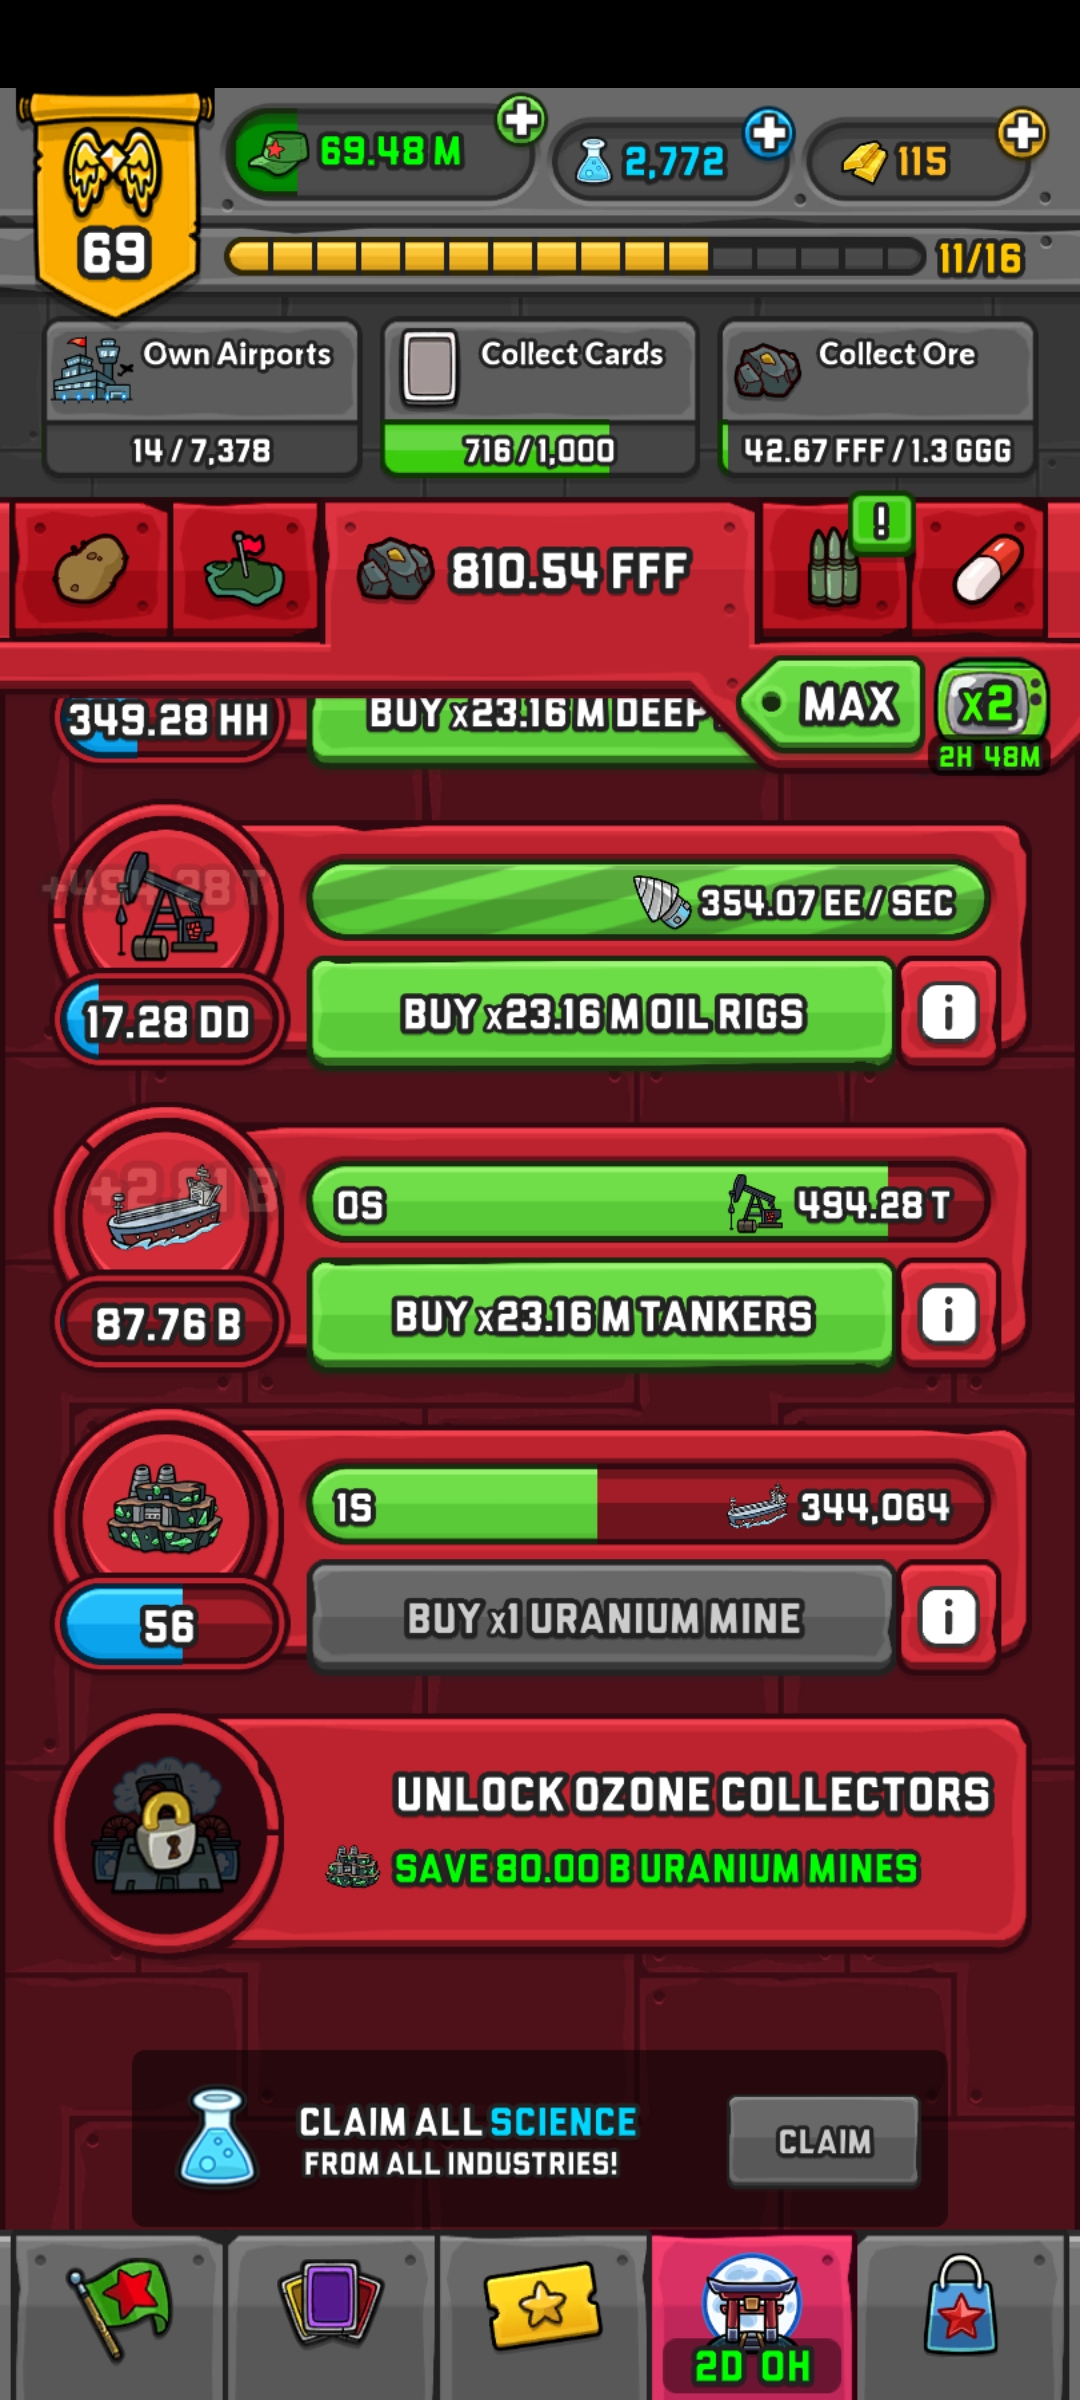 69.48 M
2,772
115
69
11/16
Own Airports
Collect Cards
Collect Ore
14 / 7,378
716 / 1,000
42.67 FFF / 1.3 GGG
!
810.54 FFF
MAX
x2
2H 48M
349.28 HH
BUY x23.16 M DEEP
354.07 EE / SEC
17.28 DD
BUY x23.16 M OIL RIGS
i
0S
494.28 T
87.76 B
BUY x23.16 M TANKERS
i
1S
344,064
56
BUY x1 URANIUM MINE
i
UNLOCK OZONE COLLECTORS
SAVE 80.00 B URANIUM MINES
CLAIM ALL SCIENCE
FROM ALL INDUSTRIES!
CLAIM
2D 0H